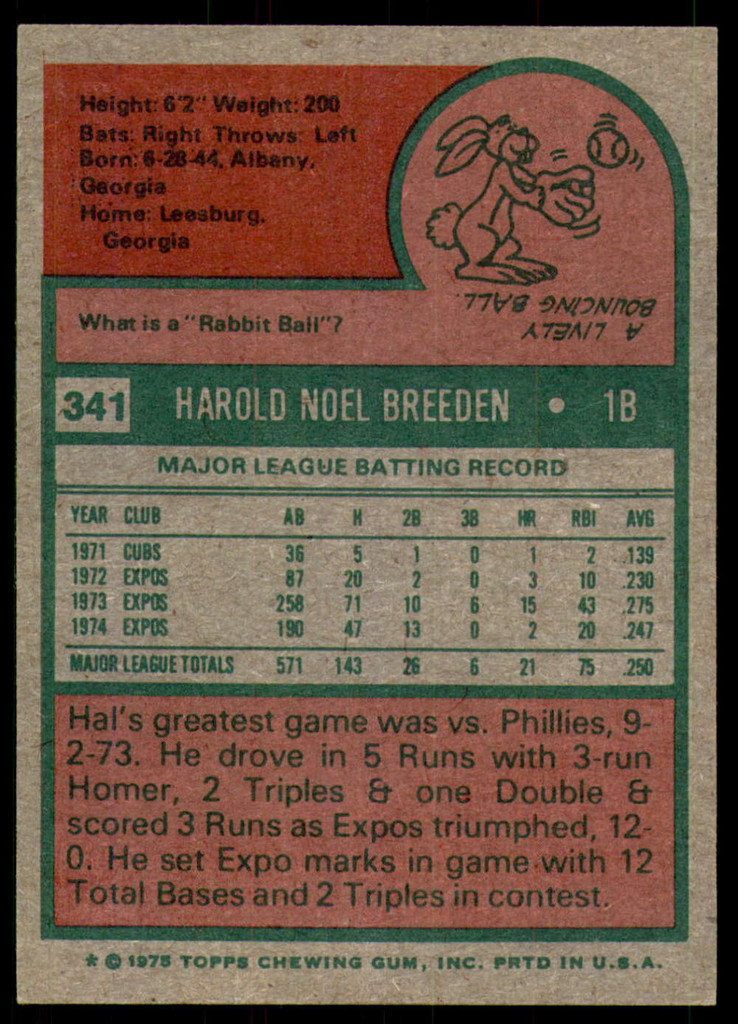 Height: 6'2" Weight: 200
Bats: Right Throws: Left
Born: 6-28-44, Albany,
Georgia
Home: Leesburg,
Georgia
What is a "Rabbit Ball"?
A LIVELY
BOUNCING BALL.
341 HAROLD NOEL BREEDEN • 1B
MAJOR LEAGUE BATTING RECORD
YEAR CLUB AB H 2B 3B HR RBI AVG
1971 CUBS 36 5 1 0 1 2 .139
1972 EXPOS 87 20 2 0 3 10 .230
1973 EXPOS 258 71 10 6 15 43 .275
1974 EXPOS 190 47 13 0 2 20 .247
MAJOR LEAGUE TOTALS 571 143 26 6 21 75 .250
Hal's greatest game was vs. Phillies, 9-
2-73. He drove in 5 Runs with 3-run
Homer, 2 Triples & one Double &
scored 3 Runs as Expos triumphed, 12-
0. He set Expo marks in game with 12
Total Bases and 2 Triples in contest.
* © 1975 TOPPS CHEWING GUM, INC. PRTD IN U.S.A.